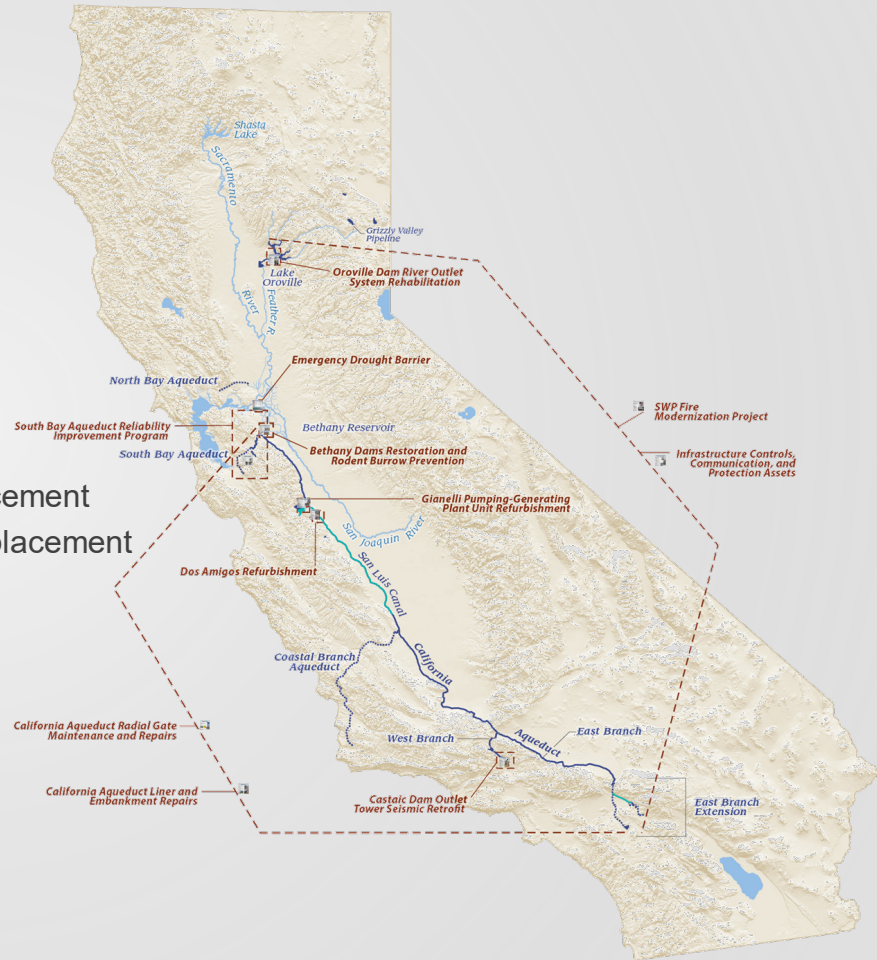 Shasta
Lake
Sacramento
River
Grizzly Valley
Pipeline
Lake
Oroville
Feather R
Oroville Dam River Outlet
System Rehabilitation
Emergency Drought Barrier
North Bay Aqueduct
South Bay Aqueduct Reliability
Improvement Program
South Bay Aqueduct
Bethany Reservoir
Bethany Dams Restoration and
Rodent Burrow Prevention
SWP Fire
Modernization Project
Infrastructure Controls,
Communication, and
Protection Assets
cement
placement
Gianelli Pumping-Generating
Plant Unit Refurbishment
San Joaquin River
Dos Amigos Refurbishment
San Luis Canal
Coastal Branch
Aqueduct
California
Aqueduct
West Branch
East Branch
California Aqueduct Radial Gate
Maintenance and Repairs
California Aqueduct Liner and
Embankment Repairs
Castaic Dam Outlet
Tower Seismic Retrofit
East Branch
Extension